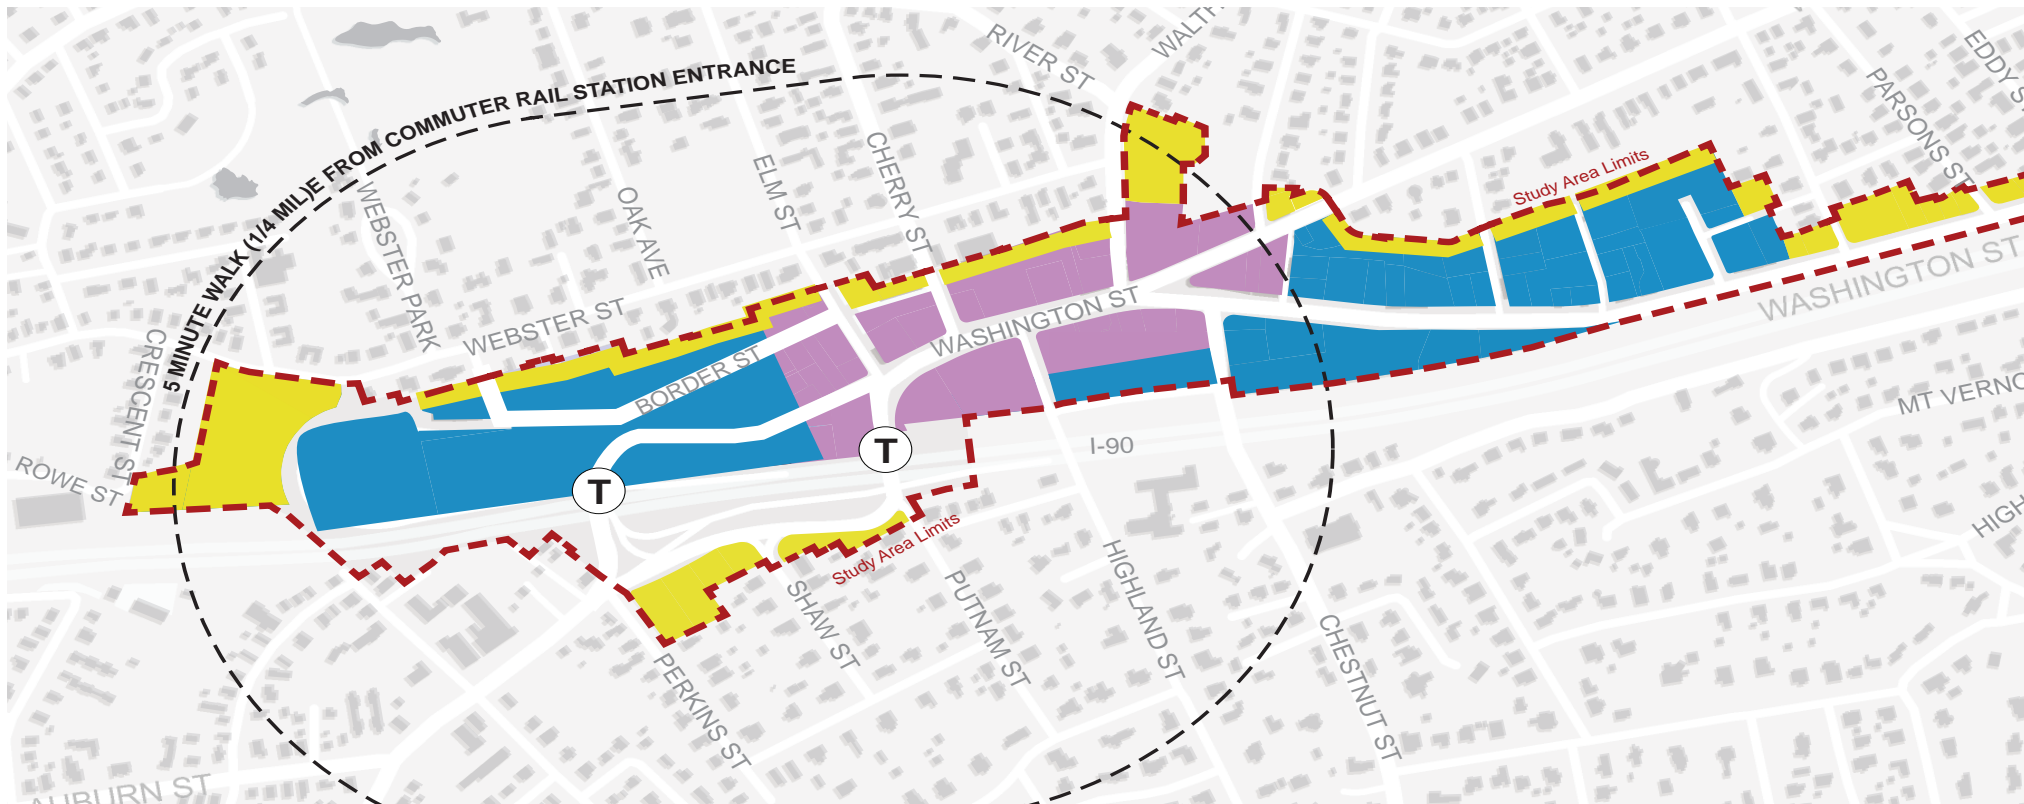 RIVER ST
WALTH
EDDY S
PARSONS ST
5 MINUTE WALK (1/4 MIL)E FROM COMMUTER RAIL STATION ENTRANCE
CHERRY ST
ELM ST
OAK AVE
WEBSTER PARK
Study Area Limits
WEBSTER ST
WASHINGTON ST
WASHINGTON ST
CRESCENT ST
BORDER ST
MT VERNO
ROWE ST
T
T
I-90
HIGH
Study Area Limits
SHAW ST
PUTNAM ST
HIGHLAND ST
CHESTNUT ST
PERKINS ST
AUBURN ST